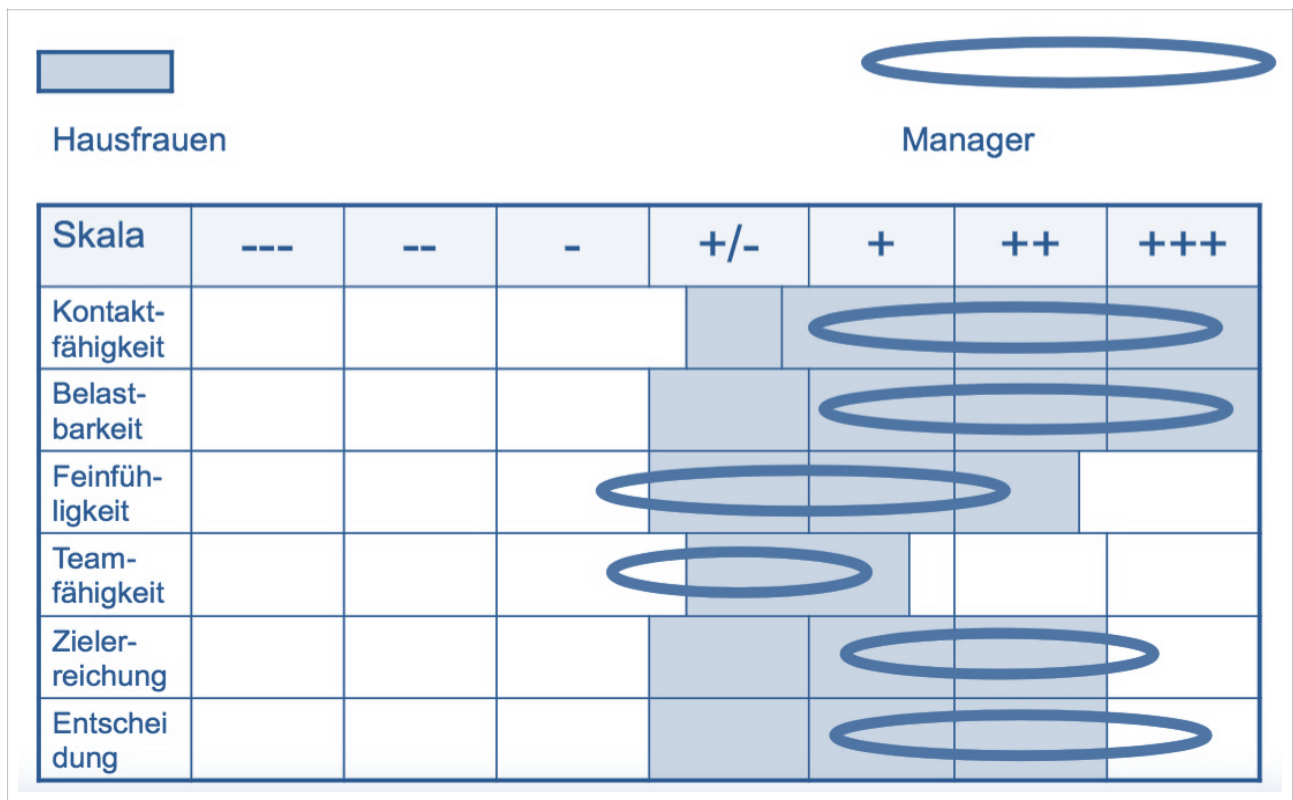 Hausfrauen
Manager
Skala --- -- - +/- + ++ +++
Kontakt-
fähigkeit
Belast-
barkeit
Feinfüh-
ligkeit
Team-
fähigkeit
Zieler-
reichung
Entschei
dung